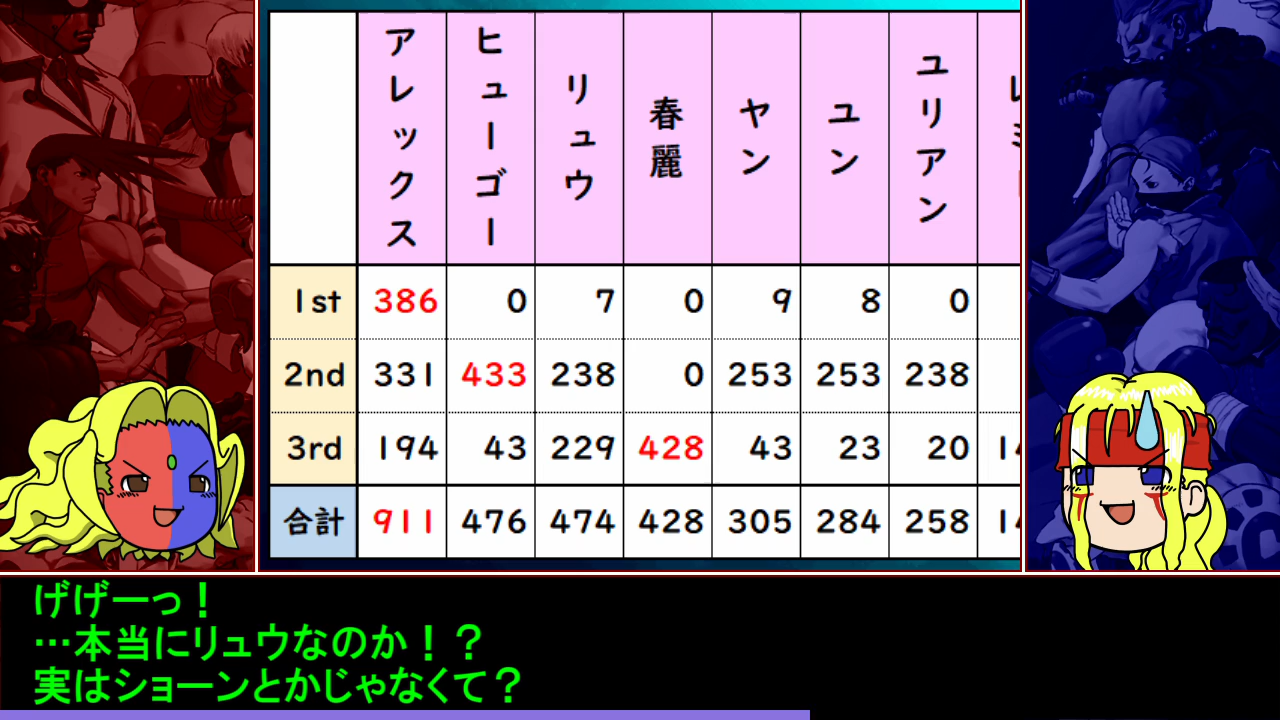 アレックス ヒューゴー リュウ 春麗 ヤン ユン ユリアン
1st 386 0 7 0 9 8 0
2nd 331 433 238 0 253 253 238
3rd 194 43 229 428 43 23 20
合計 911 476 474 428 305 284 258
げげーっ！
…本当にリュウなのか！？
実はショーンとかじゃなくて？